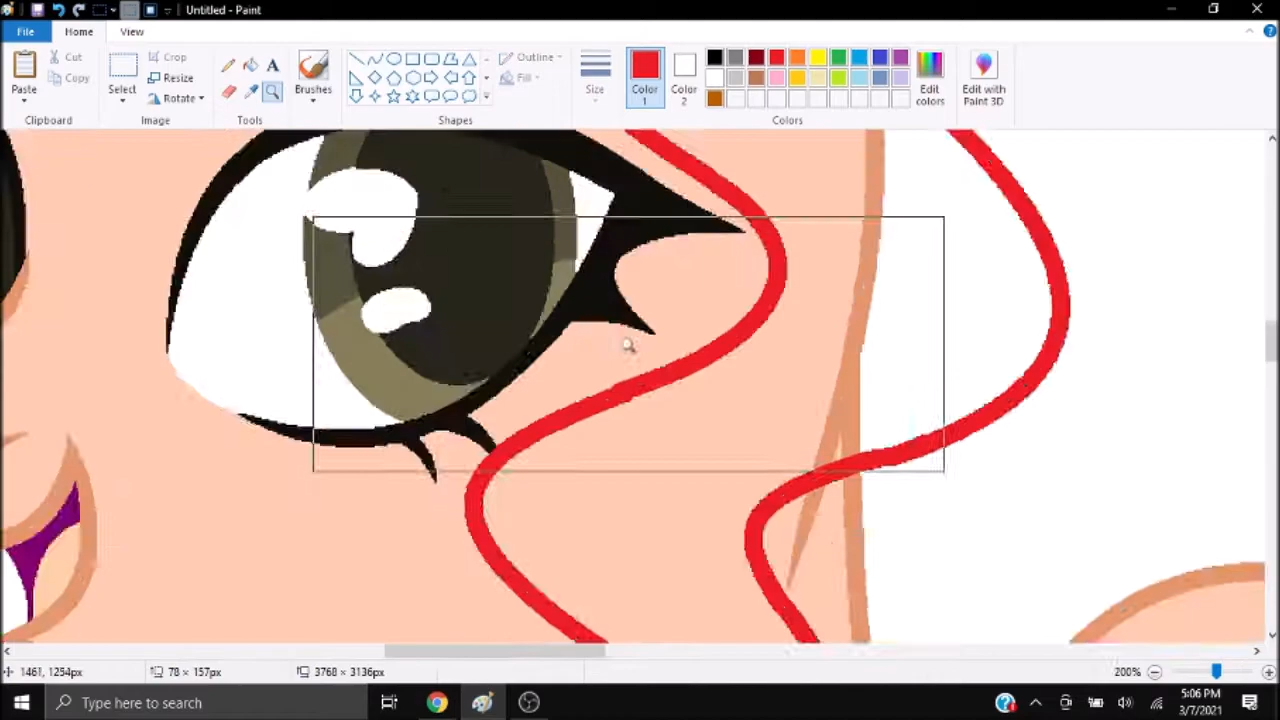 Untitled - Paint
File
Home
View
Paste
Cut
Copy
Clipboard
Select
Crop
Resize
Rotate
Image
A
Tools
Brushes
Outline
Fill
Shapes
Size
Color 1
Color 2
Edit colors
Colors
Edit with Paint 3D
1461, 1254px
78 × 157px
3768 × 3136px
200%
Type here to search
5:06 PM
3/7/2021